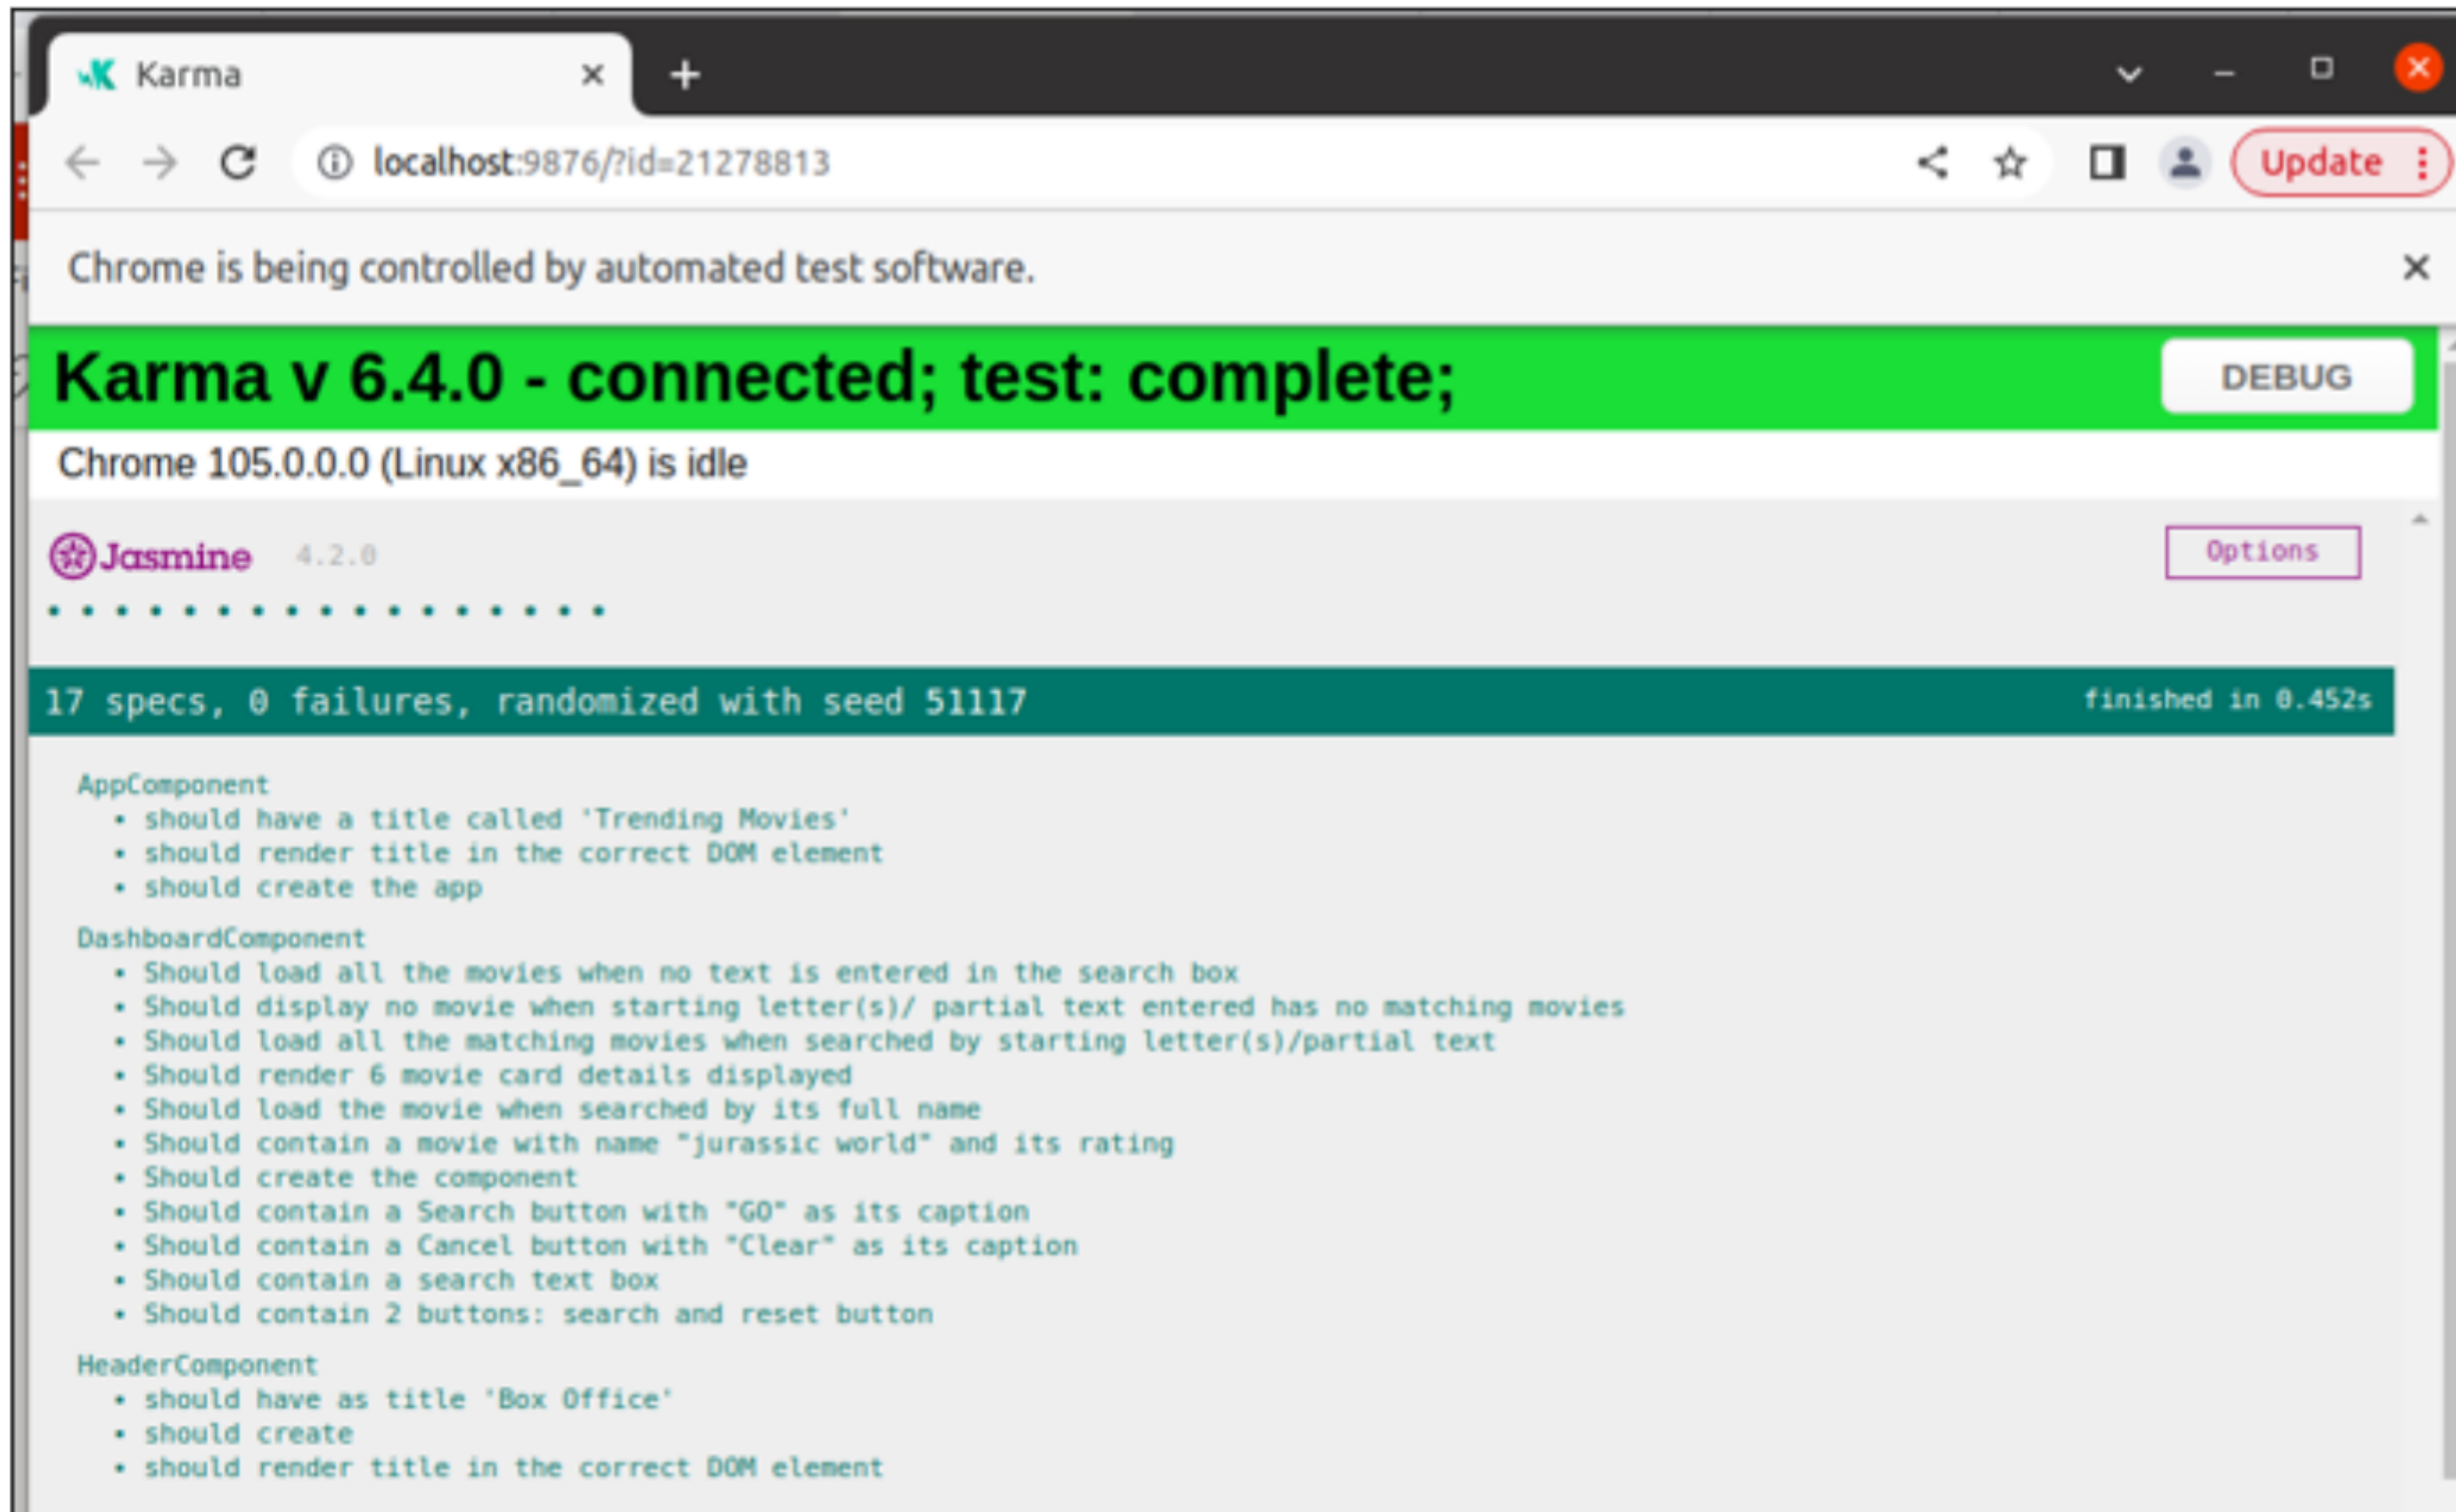 Karma
localhost:9876/?id=21278813
Update
Chrome is being controlled by automated test software.
Karma v 6.4.0 - connected; test: complete;
DEBUG
Chrome 105.0.0.0 (Linux x86_64) is idle
Jasmine 4.2.0
Options
17 specs, 0 failures, randomized with seed 51117
finished in 0.452s
AppComponent
• should have a title called 'Trending Movies'
• should render title in the correct DOM element
• should create the app
DashboardComponent
• Should load all the movies when no text is entered in the search box
• Should display no movie when starting letter(s)/ partial text entered has no matching movies
• Should load all the matching movies when searched by starting letter(s)/partial text
• Should render 6 movie card details displayed
• Should load the movie when searched by its full name
• Should contain a movie with name "jurassic world" and its rating
• Should create the component
• Should contain a Search button with "GO" as its caption
• Should contain a Cancel button with "Clear" as its caption
• Should contain a search text box
• Should contain 2 buttons: search and reset button
HeaderComponent
• should have as title 'Box Office'
• should create
• should render title in the correct DOM element